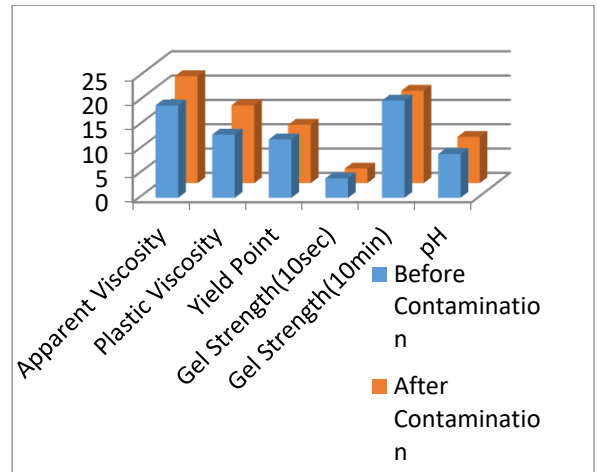 25
20
15
10
5
0
Apparent Viscosity
Plastic Viscosity
Yield Point
Gel Strength(10sec)
Gel Strength(10min)
pH
Before
Contaminatio
n
After
Contaminatio
n